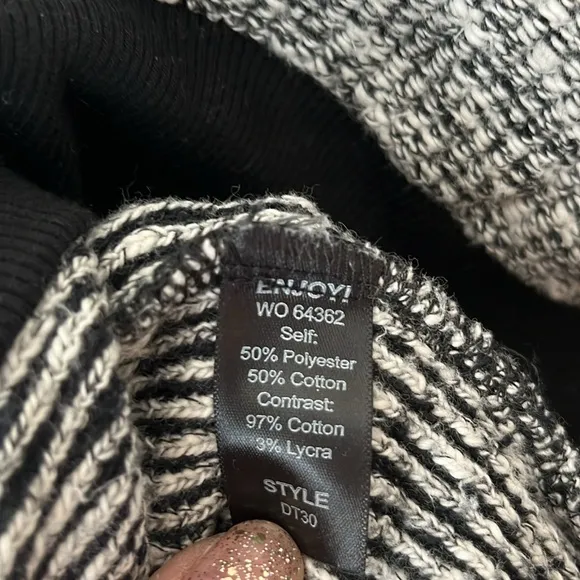 ENJOY!
WO 64362
Self:
50% Polyester
50% Cotton
Contrast:
97% Cotton
3% Lycra
STYLE
DT30